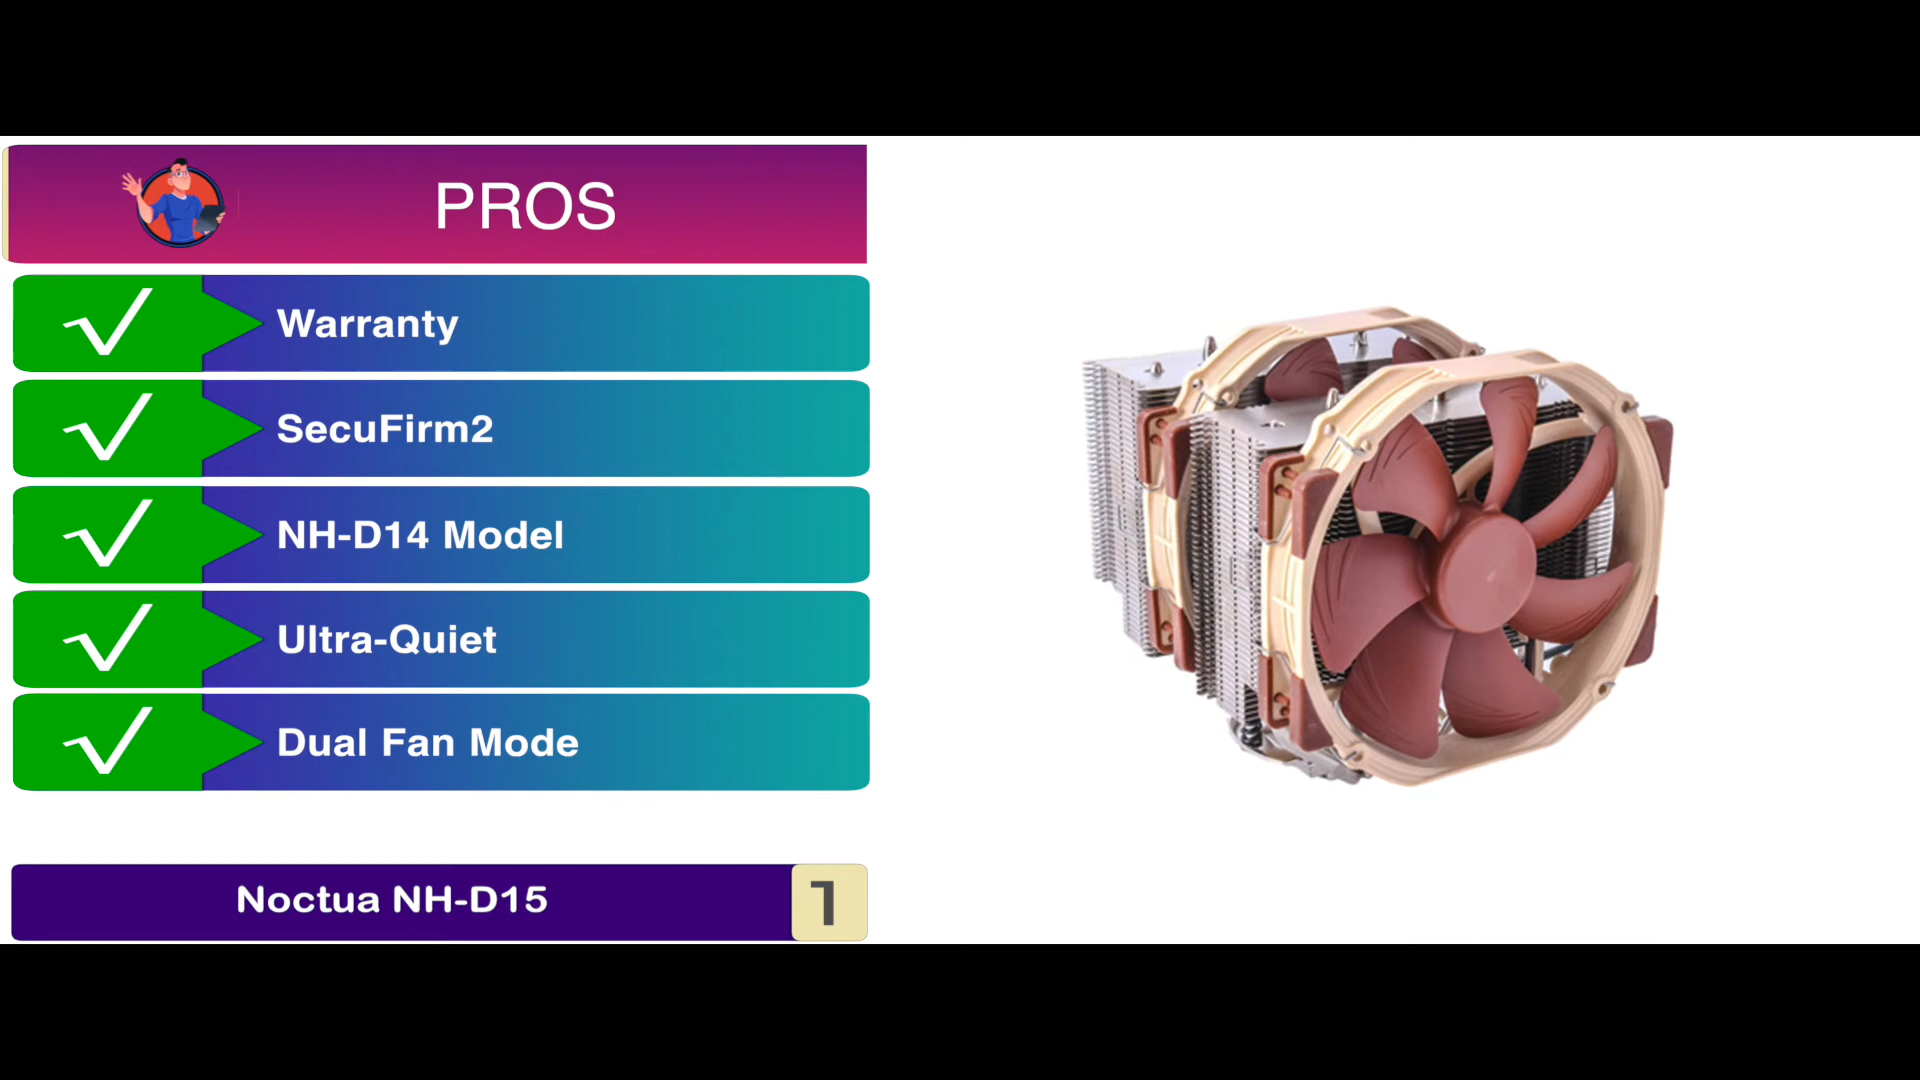 PROS
Warranty
SecuFirm2
NH-D14 Model
Ultra-Quiet
Dual Fan Mode
Noctua NH-D15
1